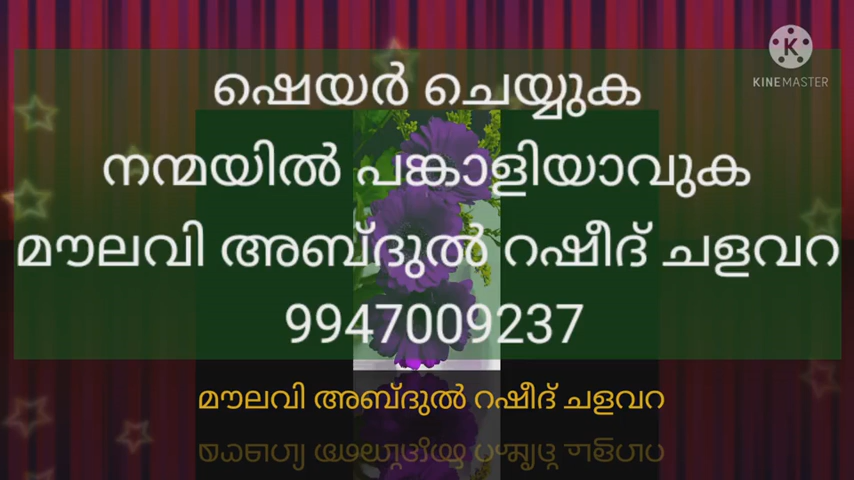 ഷെയർ ചെയ്യുക
KINEMASTER
നന്മയിൽ പങ്കാളിയാവുക
മൗലവി അബ്ദുൽ റഷീദ് ചളവറ
9947009237
മൗലവി അബ്ദുൽ റഷീദ് ചളവറ